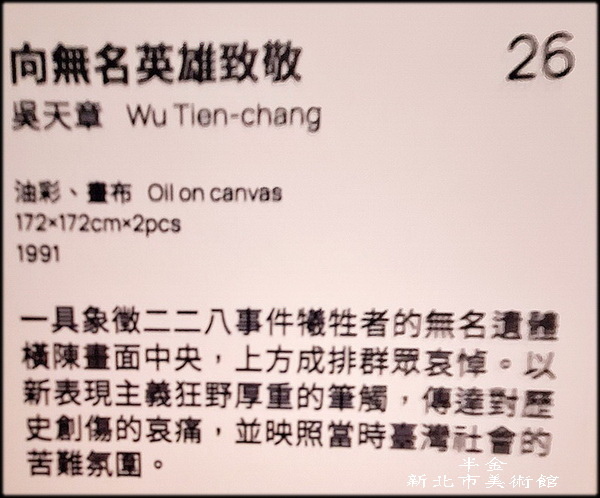 向無名英雄致敬 26
吳天章 Wu Tien-chang
油彩、畫布 Oil on canvas
172×172cm×2pcs
1991
一具象徵二二八事件犧牲者的無名遺體
橫陳畫面中央，上方成排群眾哀悼。以
新表現主義狂野厚重的筆觸，傳達對歷
史創傷的哀痛，並映照當時臺灣社會的
苦難氛圍。
半金
新北市美術館